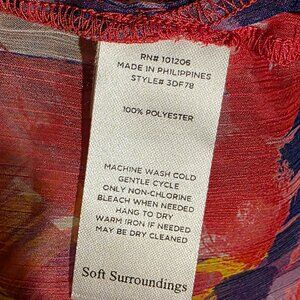 RN# 101206
MADE IN PHILIPPINES
STYLE# 3DF78
100% POLYESTER
MACHINE WASH COLD
GENTLE CYCLE
ONLY NON-CHLORINE
BLEACH WHEN NEEDED
HANG TO DRY
WARM IRON IF NEEDED
MAY BE DRY CLEANED
Soft Surroundings